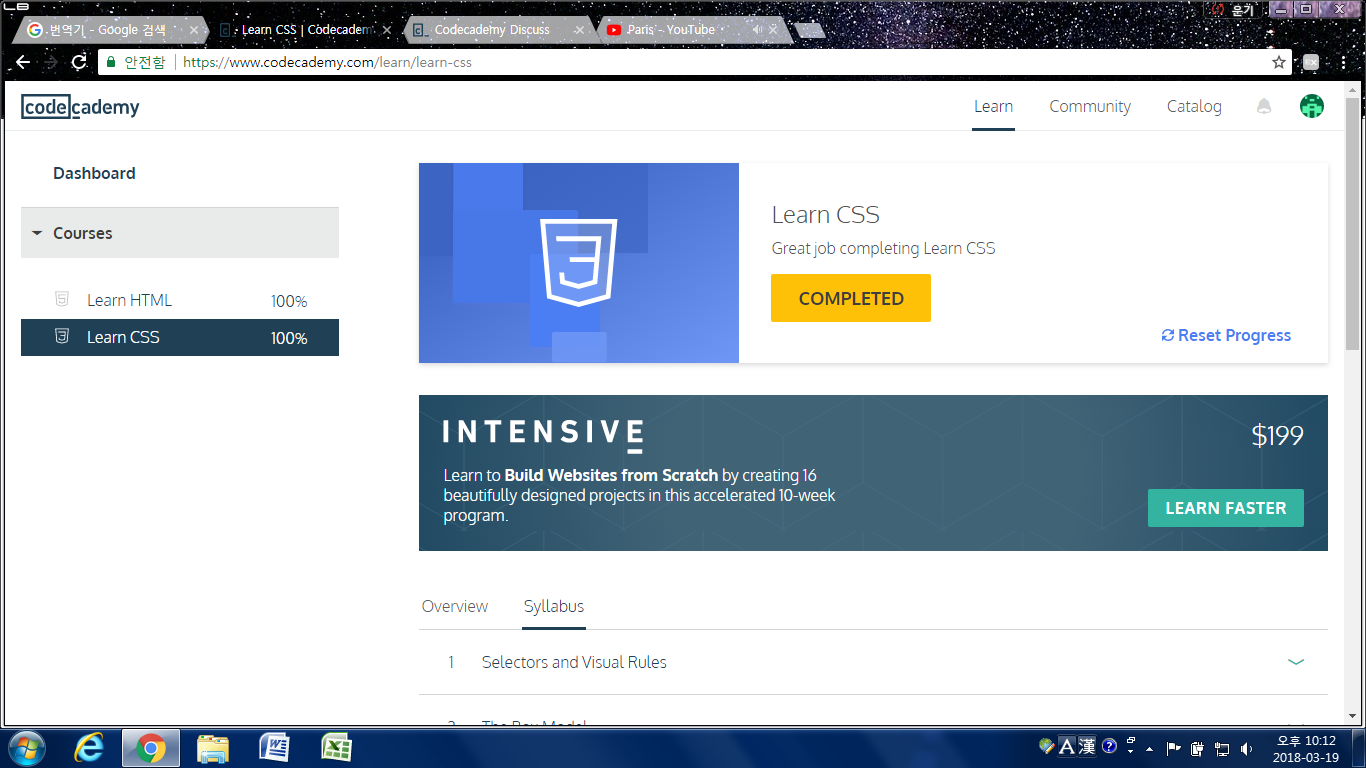 운기
번역기 - Google 검색
Learn CSS | Codecadem
Codecademy Discuss
Paris - YouTube
안전함
https://www.codecademy.com/learn/learn-css
codecademy
Learn
Community
Catalog
Dashboard
Courses
Learn HTML 100%
Learn CSS 100%
Learn CSS
Great job completing Learn CSS
COMPLETED
Reset Progress
INTENSIVE
$199
Learn to Build Websites from Scratch by creating 16
beautifully designed projects in this accelerated 10-week
program.
LEARN FASTER
Overview
Syllabus
1 Selectors and Visual Rules
2 The Box Model
A 漢
오후 10:12
2018-03-19